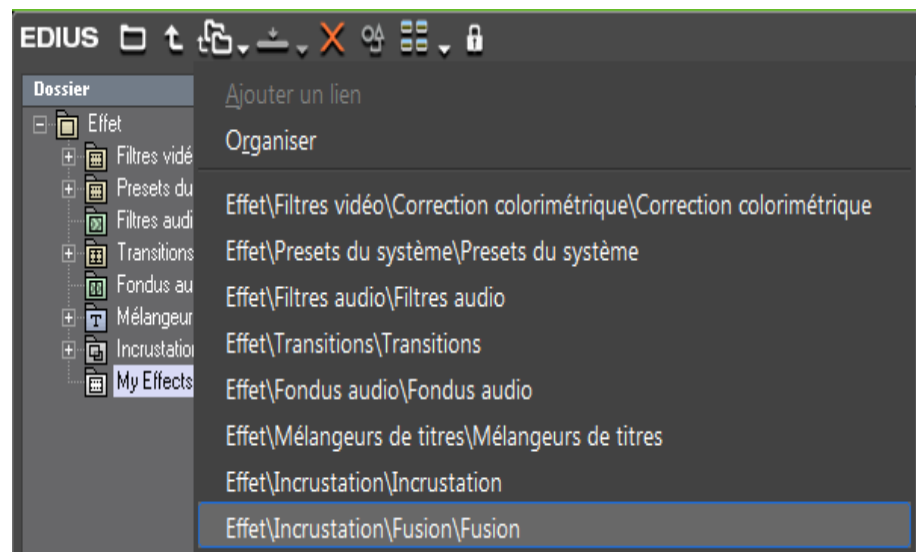 EDIUS
Dossier
Effet
Filtres vidé
Presets du
Filtres audi
Transitions
Fondus au
Mélangeur
Incrustatio
My Effects
Ajouter un lien
Organiser
Effet\Filtres vidéo\Correction colorimétrique\Correction colorimétrique
Effet\Presets du système\Presets du système
Effet\Filtres audio\Filtres audio
Effet\Transitions\Transitions
Effet\Fondus audio\Fondus audio
Effet\Mélangeurs de titres\Mélangeurs de titres
Effet\Incrustation\Incrustation
Effet\Incrustation\Fusion\Fusion